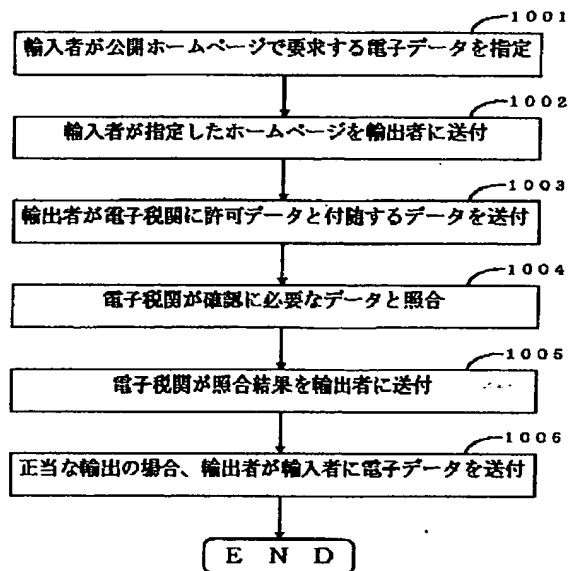 1001
輸入者が公開ホームページで要求する電子データを指定
1002
輸入者が指定したホームページを輸出者に送付
1003
輸出者が電子税関に許可データと付随するデータを送付
1004
電子税関が確認に必要なデータと照合
1005
電子税関が照合結果を輸出者に送付
1006
正当な輸出の場合、輸出者が輸入者に電子データを送付
END